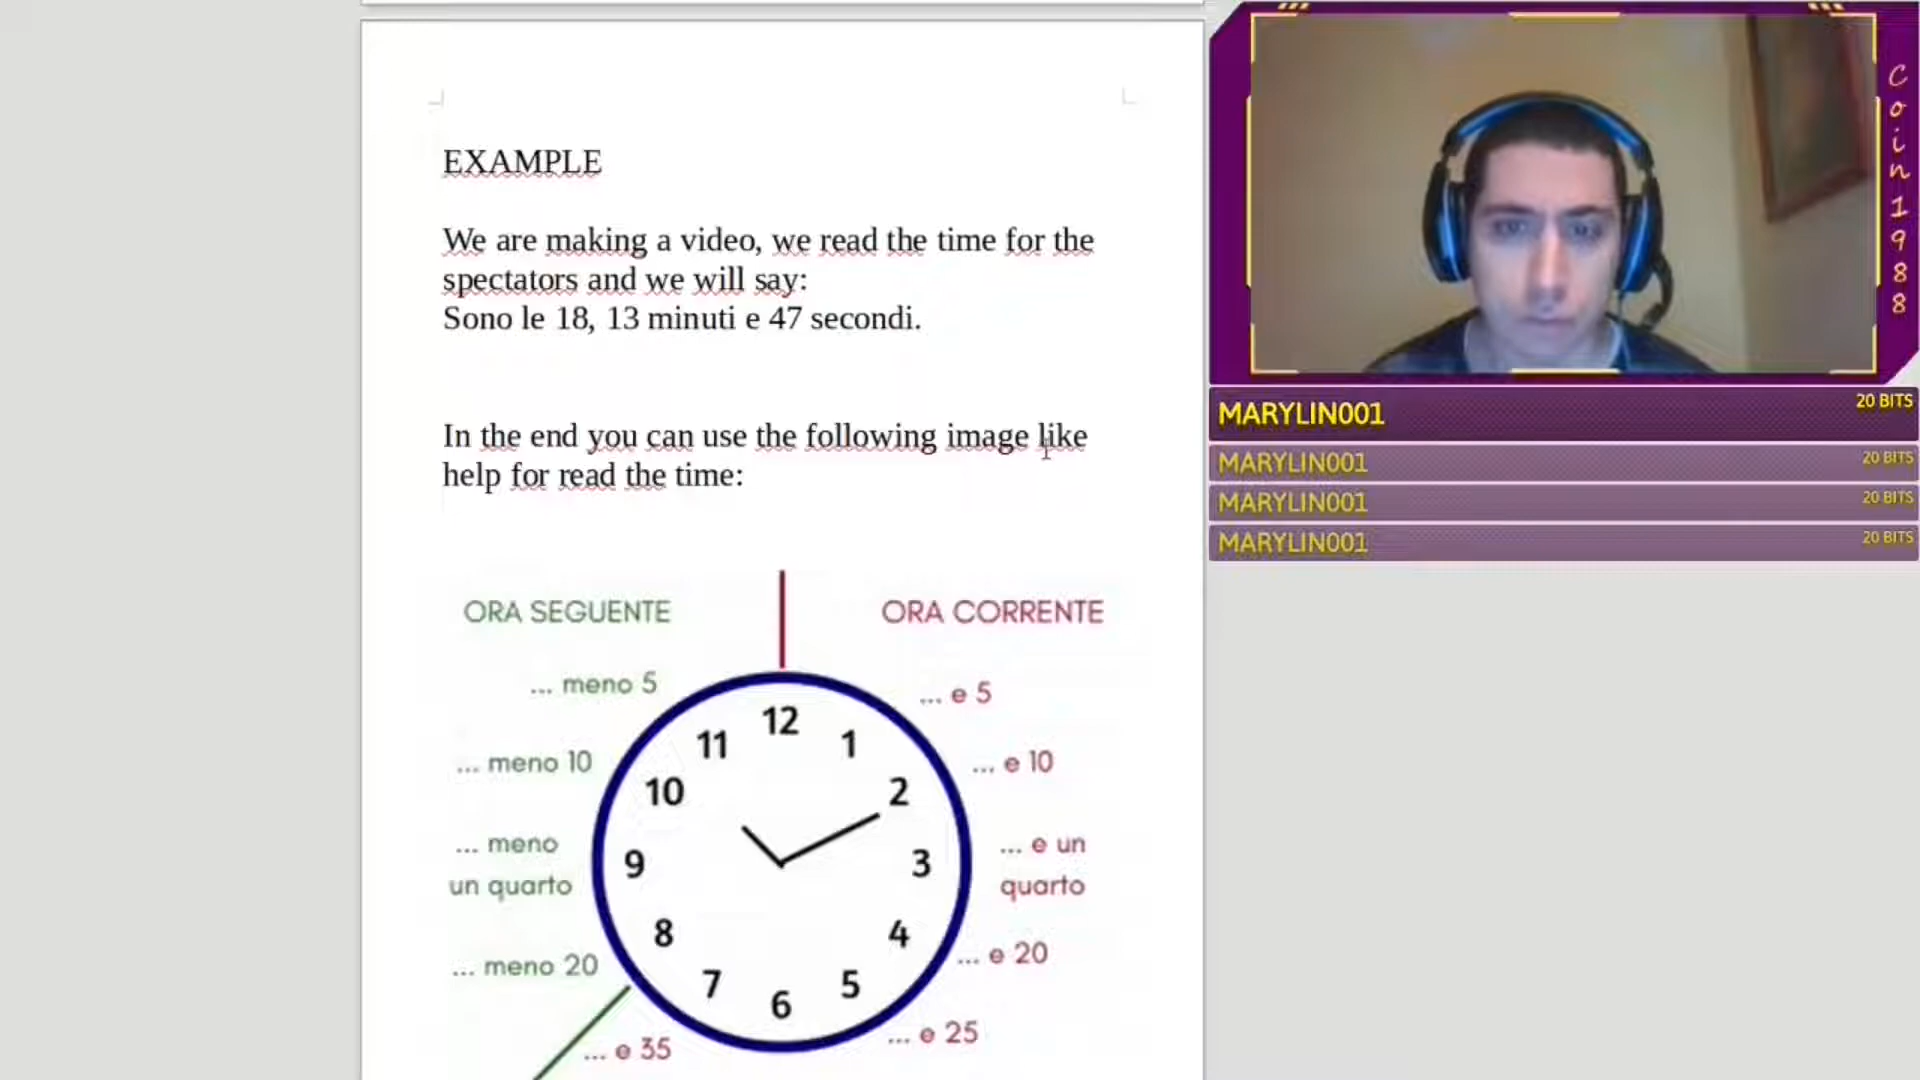 EXAMPLE
We are making a video, we read the time for the
spectators and we will say:
Sono le 18, 13 minuti e 47 secondi.
In the end you can use the following image like
help for read the time:
ORA SEGUENTE
ORA CORRENTE
... meno 5
... e 5
... meno 10
... e 10
... meno
un quarto
... e un
quarto
... meno 20
... e 20
... e 35
... e 25
12
1
2
3
4
5
6
7
8
9
10
11
Coin1988
MARYLIN001 20 BITS
MARYLIN001 20 BITS
MARYLIN001 20 BITS
MARYLIN001 20 BITS